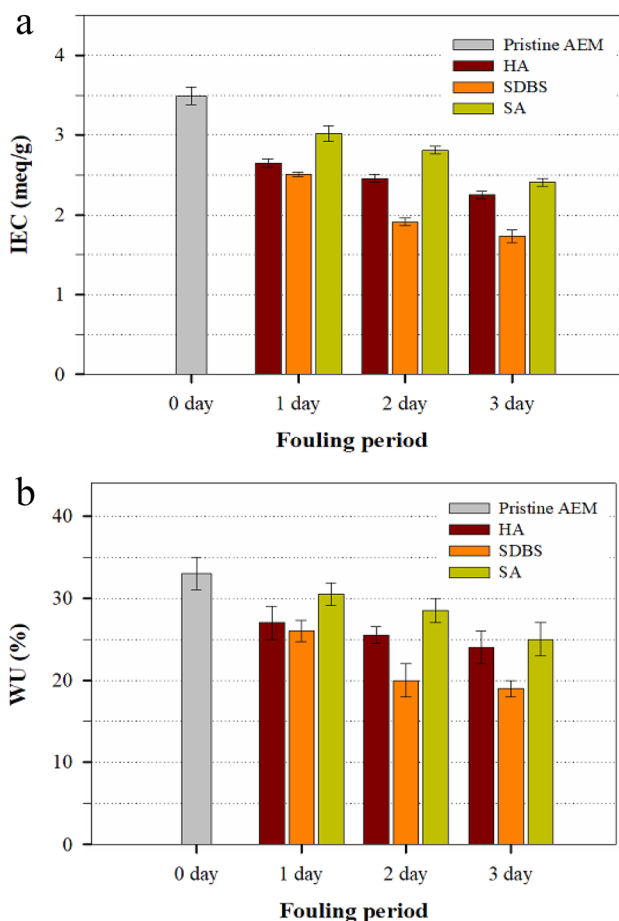 a
Pristine AEM
HA
SDBS
SA
4
3
2
1
0
IEC (meq/g)
0 day 1 day 2 day 3 day
Fouling period
b
Pristine AEM
HA
SDBS
SA
40
30
20
10
0
WU (%)
0 day 1 day 2 day 3 day
Fouling period